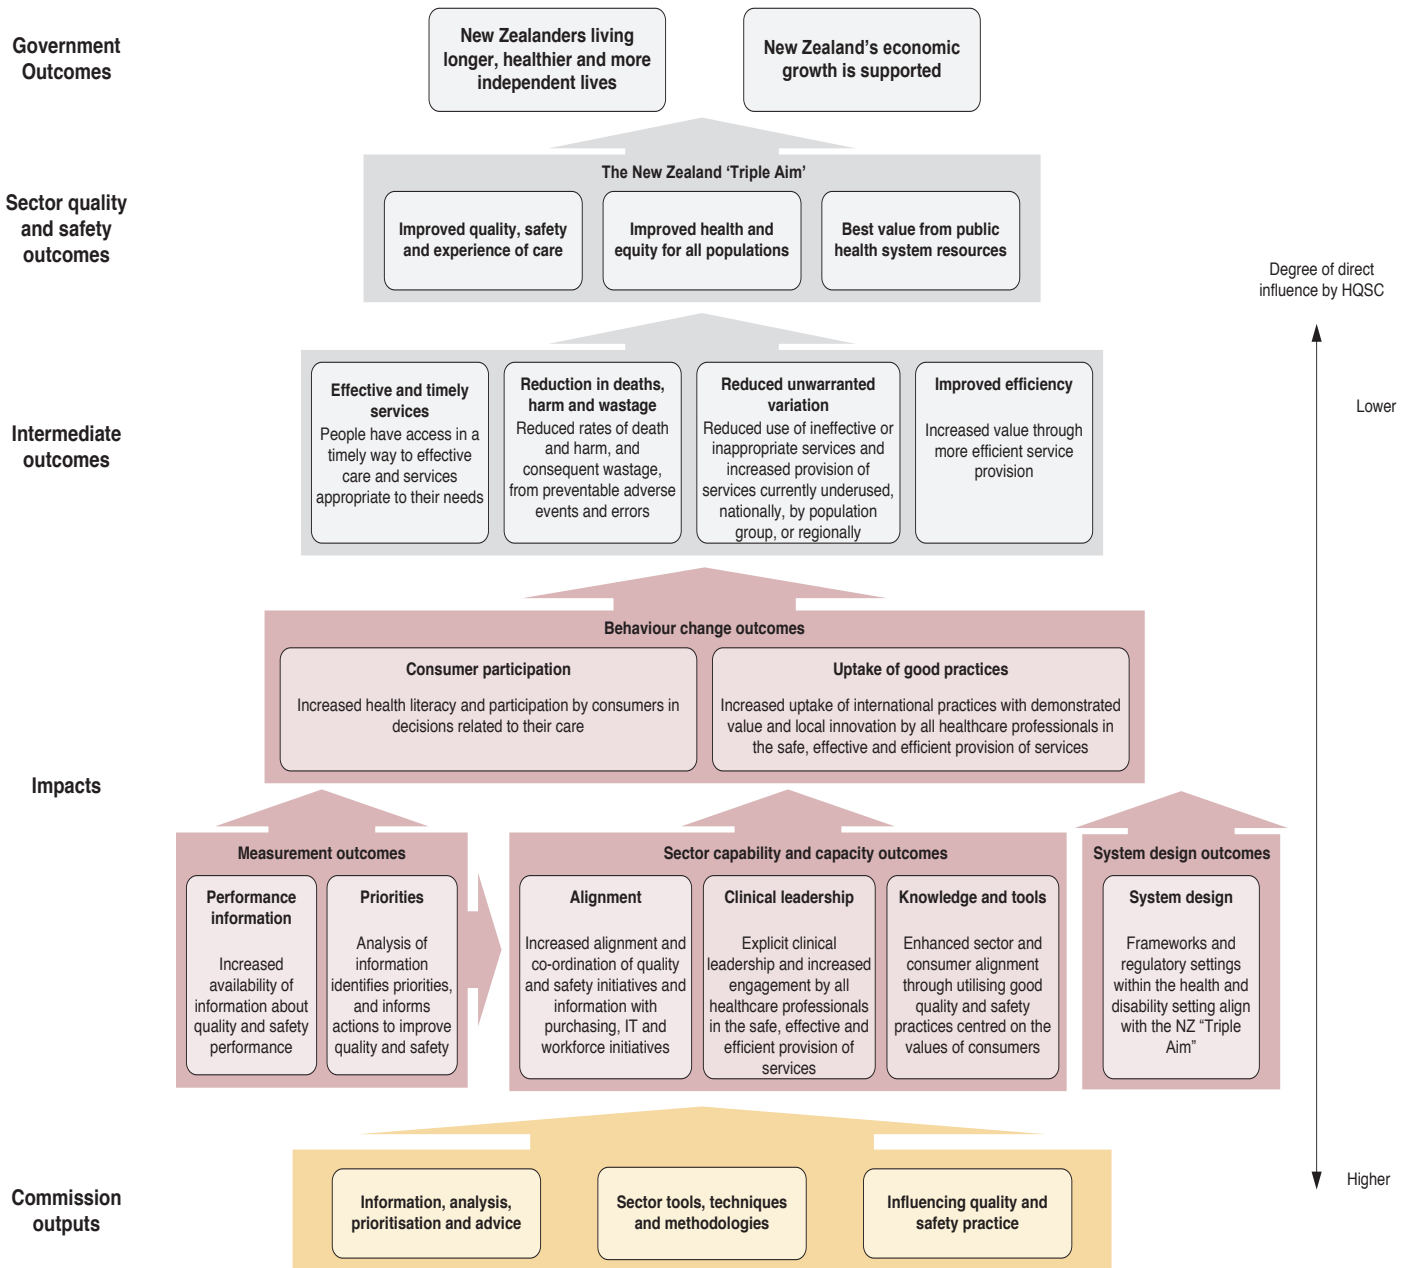 Government
Outcomes
New Zealanders living
longer, healthier and more
independent lives
New Zealand's economic
growth is supported
Sector quality
and safety
outcomes
The New Zealand 'Triple Aim'
Improved quality, safety
and experience of care
Improved health and
equity for all populations
Best value from public
health system resources
Degree of direct
influence by HQSC
Lower
Intermediate
outcomes
Effective and timely
services
People have access in a
timely way to effective
care and services
appropriate to their needs
Reduction in deaths,
harm and wastage
Reduced rates of death
and harm, and
consequent wastage,
from preventable adverse
events and errors
Reduced unwarranted
variation
Reduced use of ineffective or
inappropriate services and
increased provision of
services currently underused,
nationally, by population
group, or regionally
Improved efficiency
Increased value through
more efficient service
provision
Impacts
Behaviour change outcomes
Consumer participation
Increased health literacy and participation by consumers in
decisions related to their care
Uptake of good practices
Increased uptake of international practices with demonstrated
value and local innovation by all healthcare professionals in
the safe, effective and efficient provision of services
Measurement outcomes
Performance
information
Increased
availability of
information about
quality and safety
performance
Priorities
Analysis of
information
identifies priorities,
and informs
actions to improve
quality and safety
Sector capability and capacity outcomes
Alignment
Increased alignment and
co-ordination of quality
and safety initiatives and
information with
purchasing, IT and
workforce initiatives
Clinical leadership
Explicit clinical
leadership and increased
engagement by all
healthcare professionals
in the safe, effective and
efficient provision of
services
Knowledge and tools
Enhanced sector and
consumer alignment
through utilising good
quality and safety
practices centred on the
values of consumers
System design outcomes
System design
Frameworks and
regulatory settings
within the health and
disability setting align
with the NZ "Triple
Aim"
Higher
Commission
outputs
Information, analysis,
prioritisation and advice
Sector tools, techniques
and methodologies
Influencing quality and
safety practice